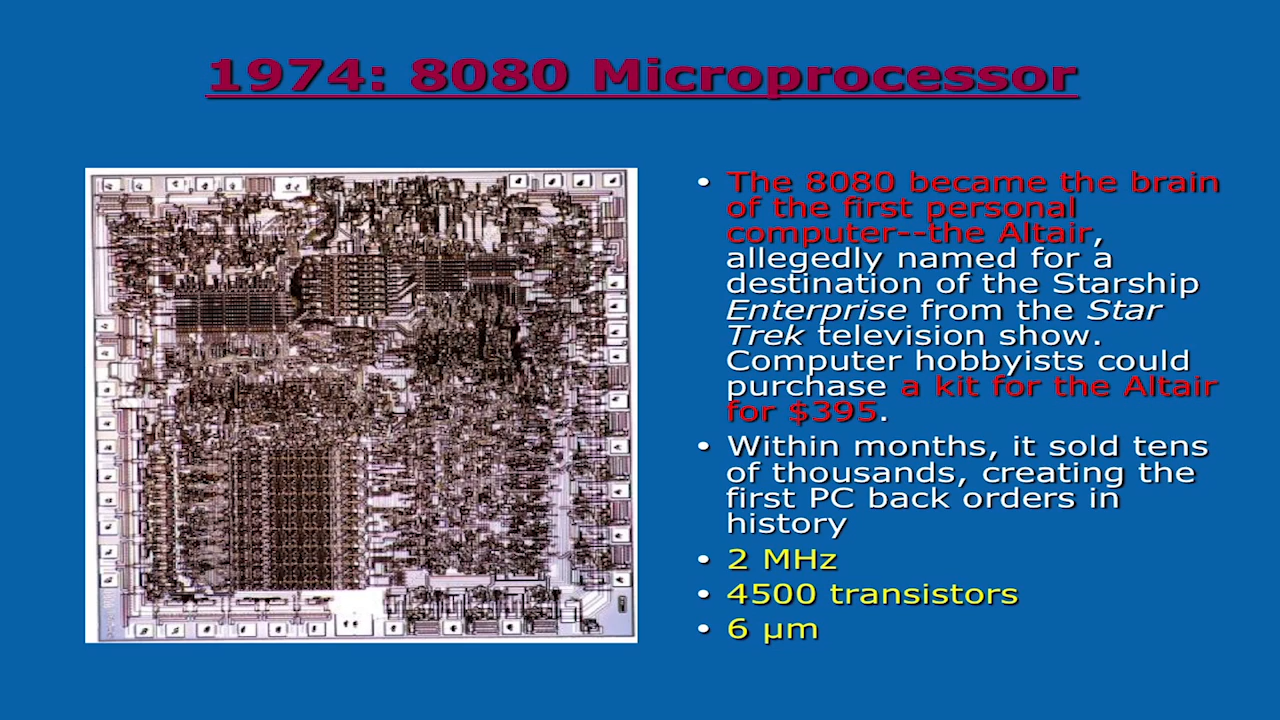 1974: 8080 Microprocessor
• The 8080 became the brain
of the first personal
computer--the Altair,
allegedly named for a
destination of the Starship
Enterprise from the Star
Trek television show.
Computer hobbyists could
purchase a kit for the Altair
for $395.
• Within months, it sold tens
of thousands, creating the
first PC back orders in
history
• 2 MHz
• 4500 transistors
• 6 µm